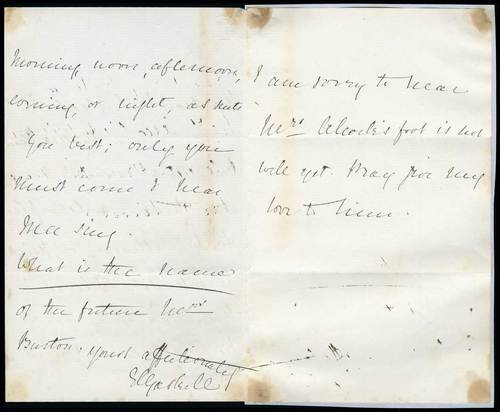 Morning, noon, afternoon,
evening, or night, as suits
you best; only you
must come & hear
Meta sing.
What is the name
of the future Mrs
Burton. Yours affectionately
EC Gaskell
I am sorry to hear
Mrs Alcock's foot is not
well yet. Pray give my
love to him.